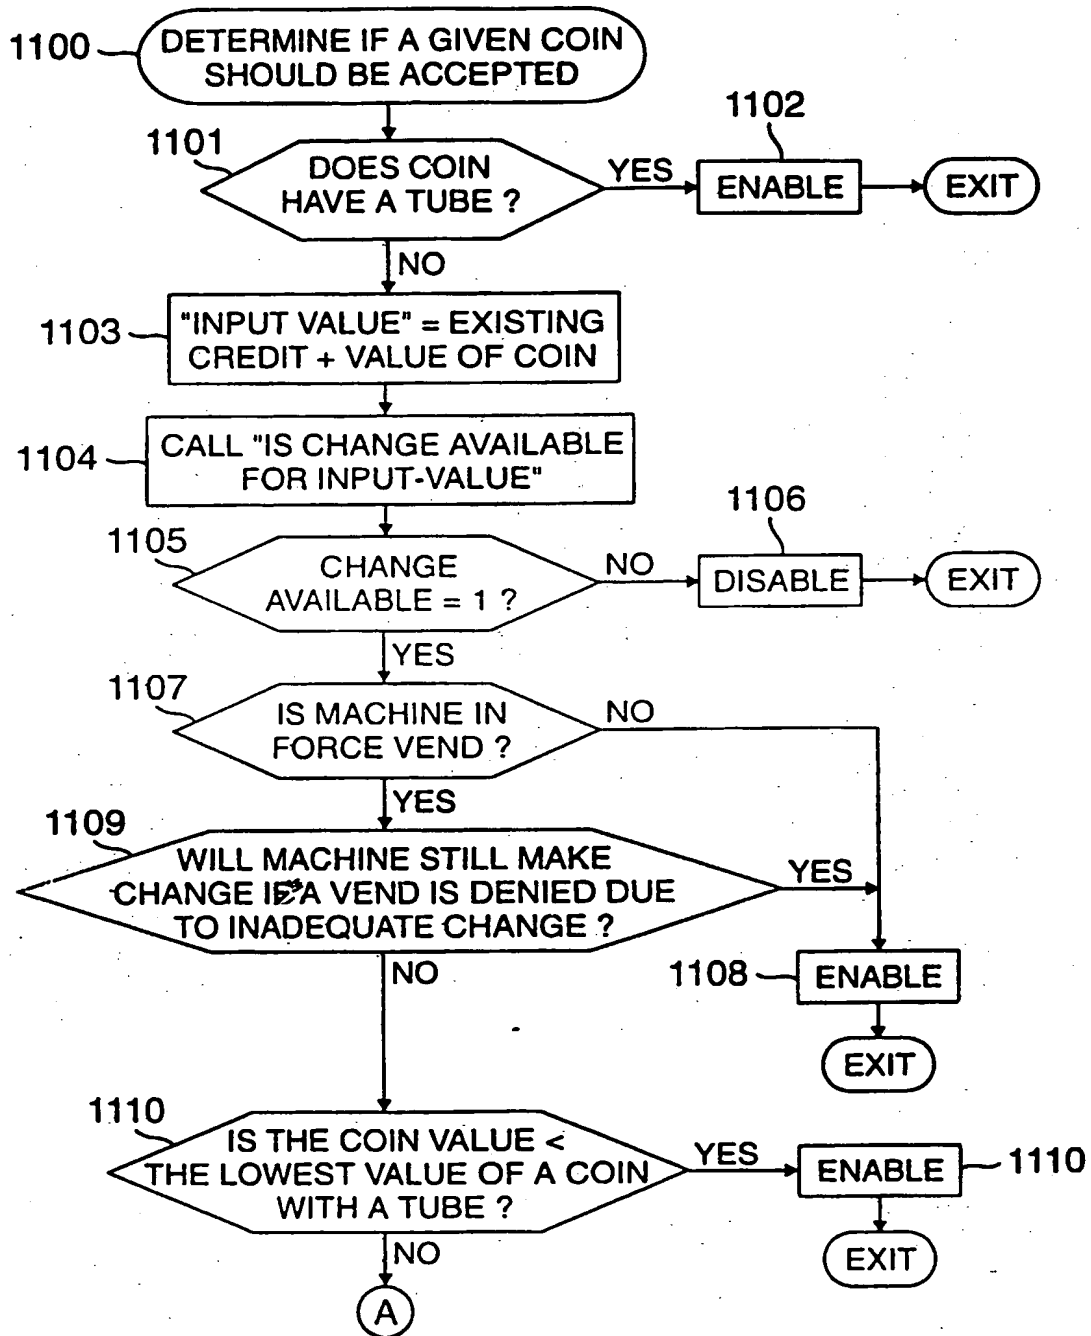 1100
DETERMINE IF A GIVEN COIN
SHOULD BE ACCEPTED
1101
DOES COIN
HAVE A TUBE ?
YES
1102
ENABLE
EXIT
NO
1103
"INPUT VALUE" = EXISTING
CREDIT + VALUE OF COIN
1104
CALL "IS CHANGE AVAILABLE
FOR INPUT-VALUE"
1105
CHANGE
AVAILABLE = 1 ?
NO
1106
DISABLE
EXIT
YES
1107
IS MACHINE IN
FORCE VEND ?
NO
YES
1109
WILL MACHINE STILL MAKE
CHANGE IF A VEND IS DENIED DUE
TO INADEQUATE CHANGE ?
YES
NO
1108
ENABLE
EXIT
1110
IS THE COIN VALUE <
THE LOWEST VALUE OF A COIN
WITH A TUBE ?
YES
ENABLE
1110
EXIT
NO
A